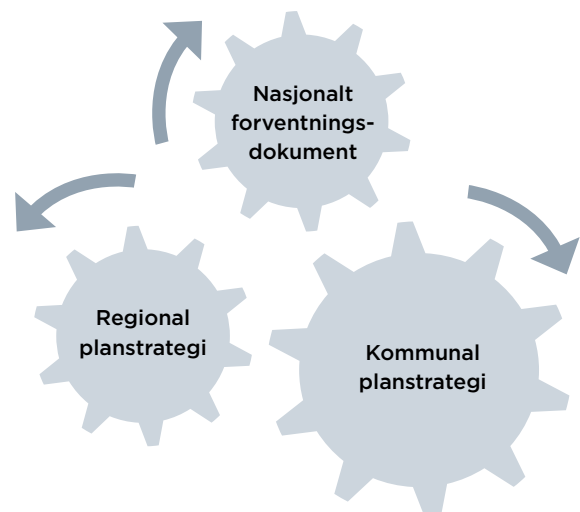 Nasjonalt
forventnings-
dokument
Regional
planstrategi
Kommunal
planstrategi